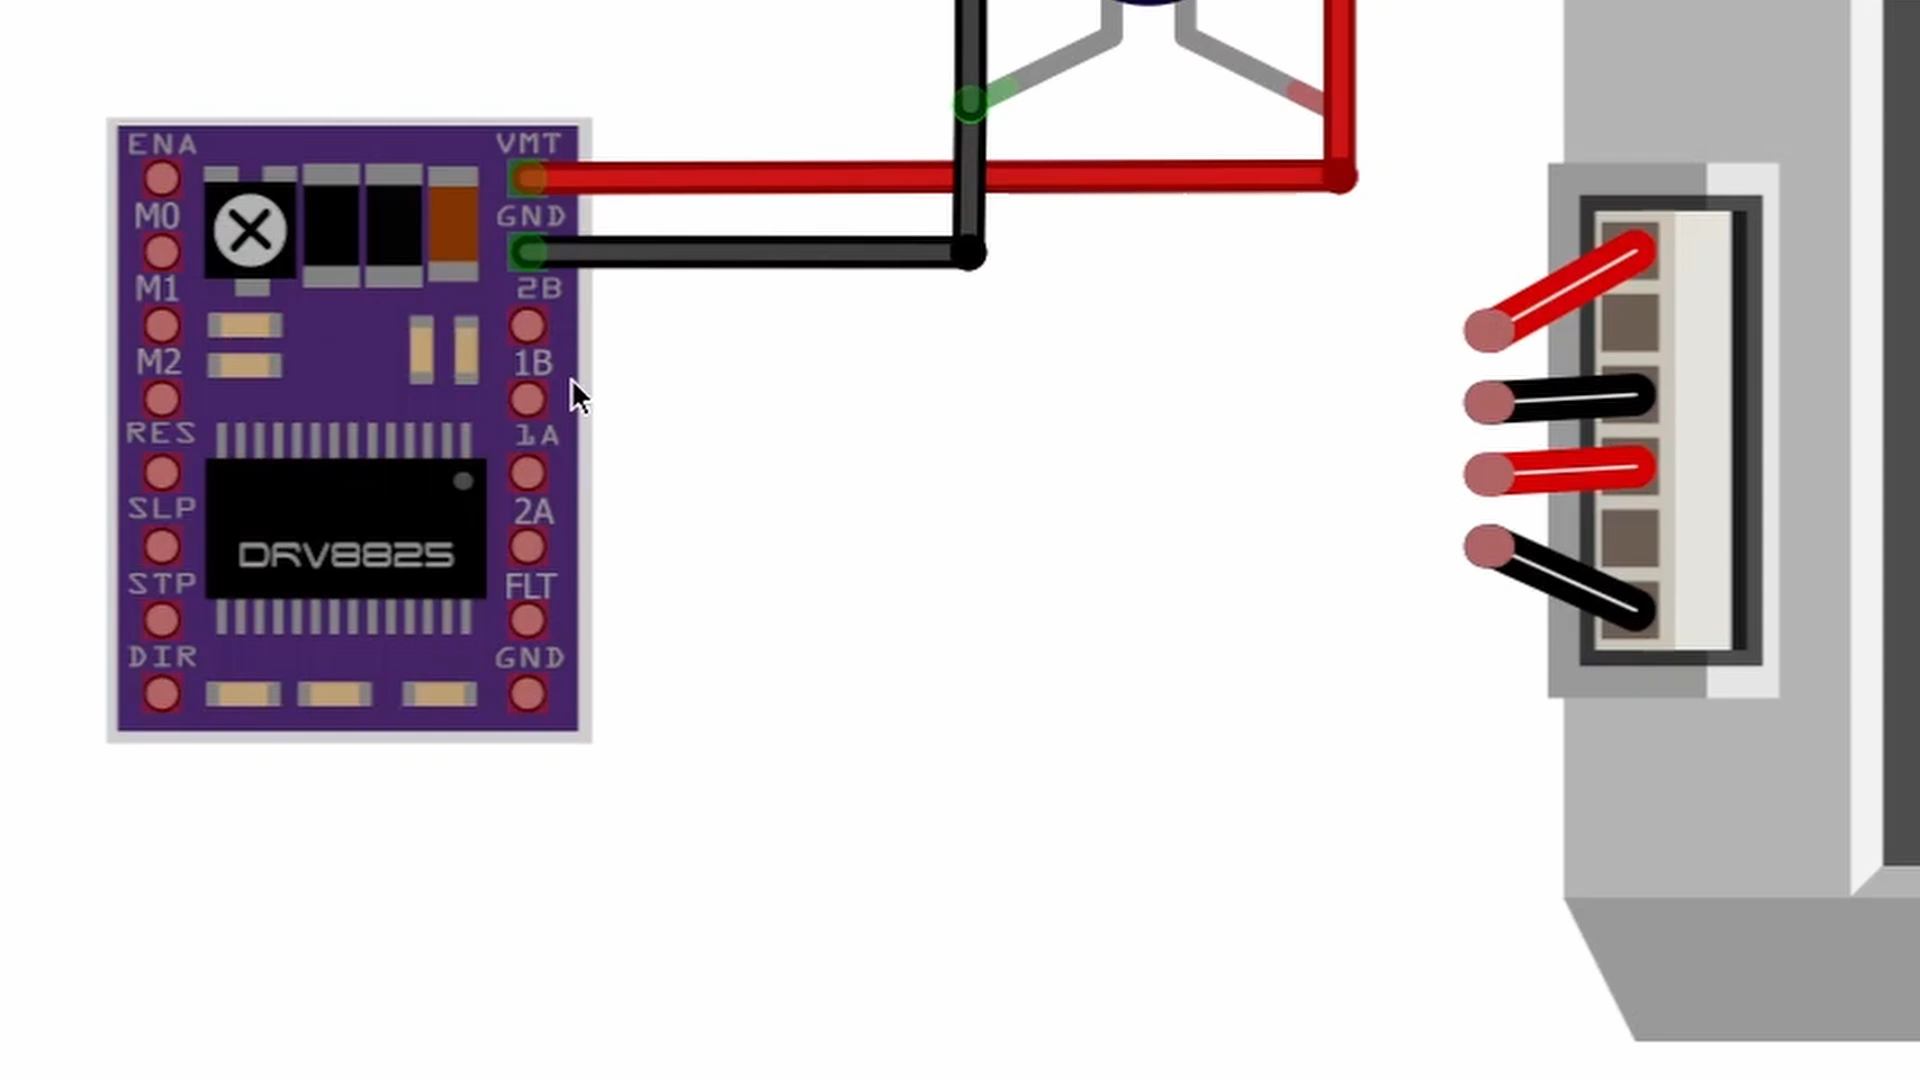 ENA
VMT
M0
GND
M1
2B
M2
1B
RES
1A
SLP
2A
DRV8825
STP
FLT
DIR
GND